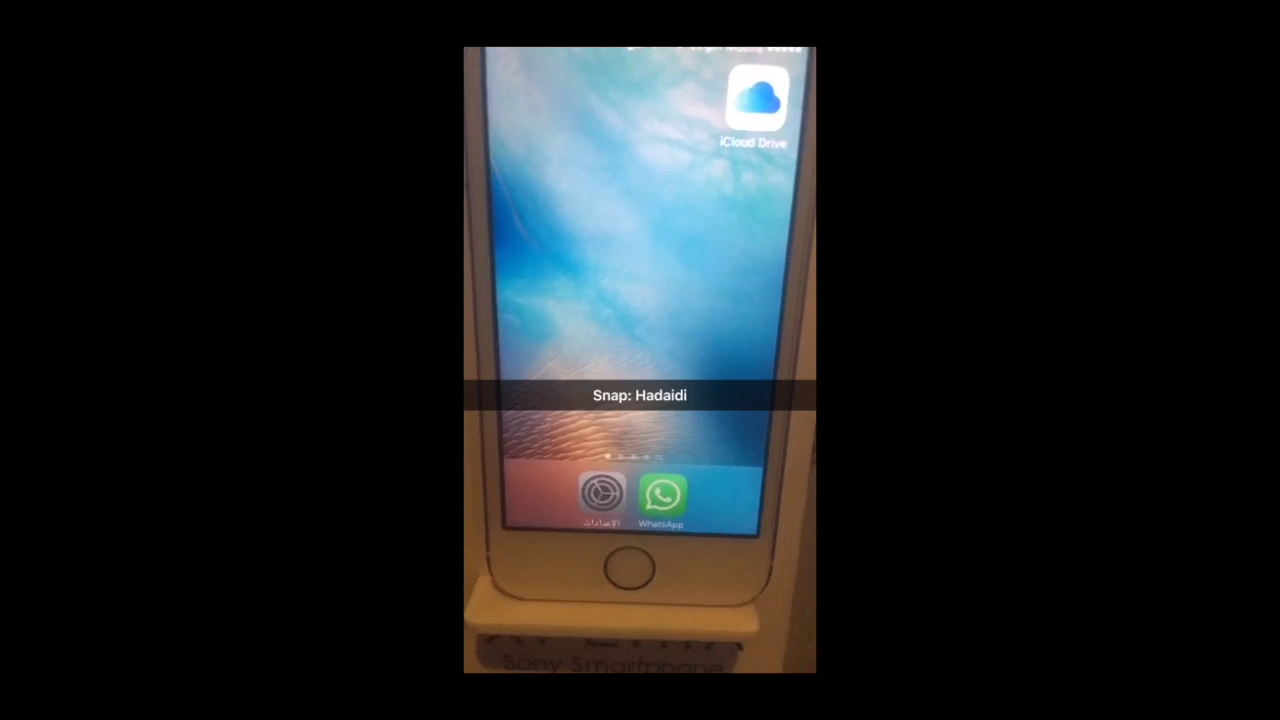 iCloud Drive
Snap: Hadaidi
الإعدادات
WhatsApp
Sony Smartphone